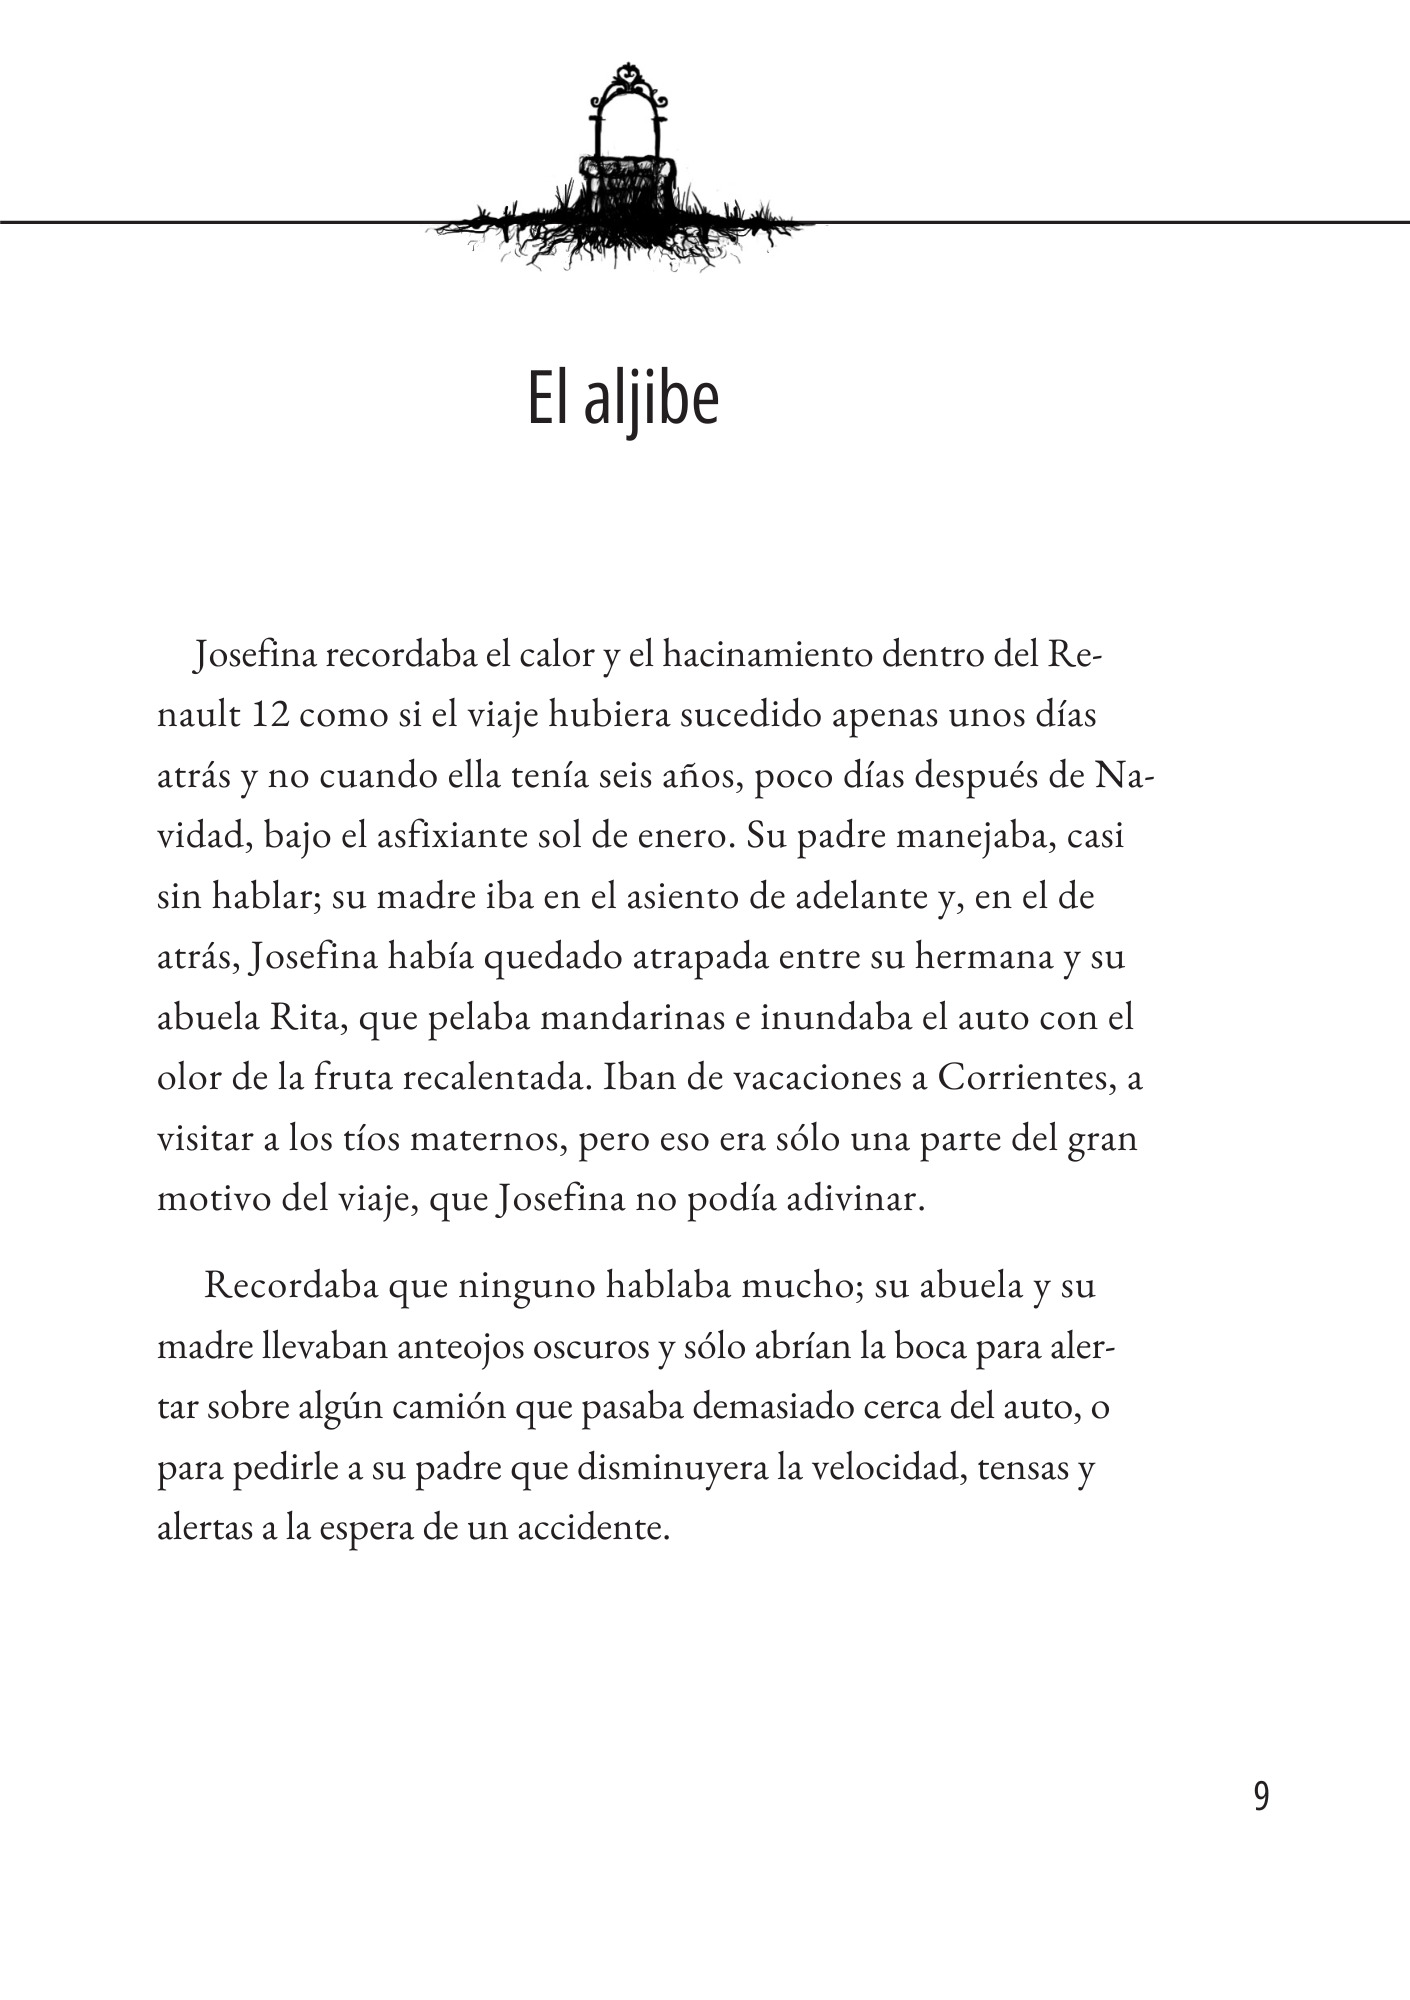 El aljibe
Josefina recordaba el calor y el hacinamiento dentro del Re-
nault 12 como si el viaje hubiera sucedido apenas unos días
atrás y no cuando ella tenía seis años, poco días después de Na-
vidad, bajo el asfixiante sol de enero. Su padre manejaba, casi
sin hablar; su madre iba en el asiento de adelante y, en el de
atrás, Josefina había quedado atrapada entre su hermana y su
abuela Rita, que pelaba mandarinas e inundaba el auto con el
olor de la fruta recalentada. Iban de vacaciones a Corrientes, a
visitar a los tíos maternos, pero eso era sólo una parte del gran
motivo del viaje, que Josefina no podía adivinar.
Recordaba que ninguno hablaba mucho; su abuela y su
madre llevaban anteojos oscuros y sólo abrían la boca para aler-
tar sobre algún camión que pasaba demasiado cerca del auto, o
para pedirle a su padre que disminuyera la velocidad, tensas y
alertas a la espera de un accidente.
9